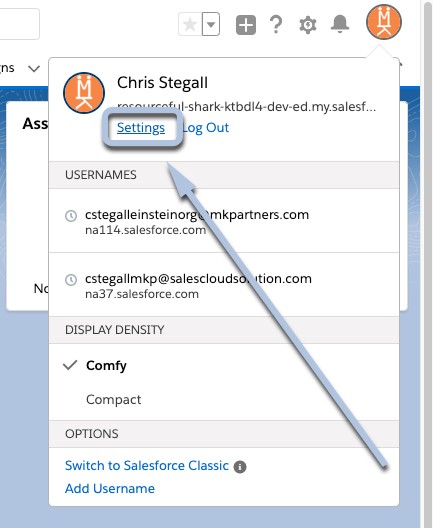 ns
Ass
No
Chris Stegall
resourceful-shark-ktbdl4-dev-ed.my.salesf...
Settings
Log Out
USERNAMES
cstegalleinsteinorg@mkpartners.com
na114.salesforce.com
cstegallmkp@salescloudsolution.com
na37.salesforce.com
DISPLAY DENSITY
Comfy
Compact
OPTIONS
Switch to Salesforce Classic
Add Username